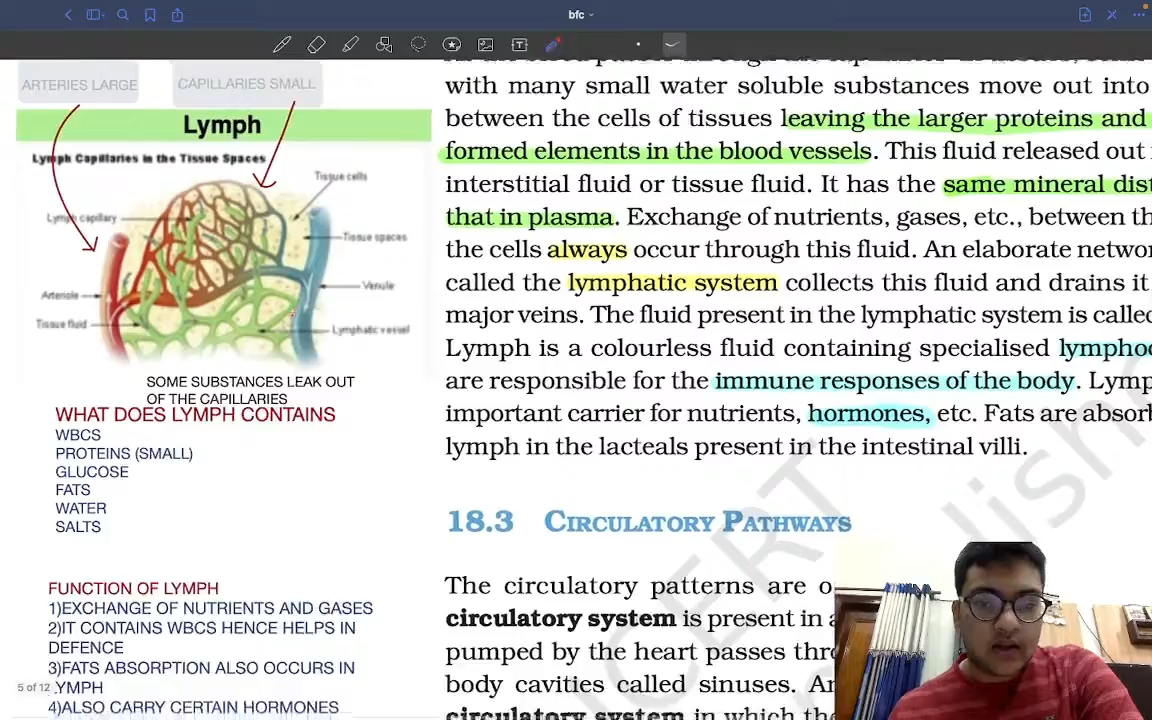 bfc
ARTERIES LARGE
CAPILLARIES SMALL
Lymph
Lymph Capillaries in the Tissue Spaces
Tissue cells
Lymph capillary
Tissue spaces
Arteriole
Venule
Tissue fluid
Lymphatic vessel
SOME SUBSTANCES LEAK OUT
OF THE CAPILLARIES
WHAT DOES LYMPH CONTAINS
WBCS
PROTEINS (SMALL)
GLUCOSE
FATS
WATER
SALTS
FUNCTION OF LYMPH
1)EXCHANGE OF NUTRIENTS AND GASES
2)IT CONTAINS WBCS HENCE HELPS IN
DEFENCE
3)FATS ABSORPTION ALSO OCCURS IN
LYMPH
4)ALSO CARRY CERTAIN HORMONES
5 of 12
with many small water soluble substances move out into
between the cells of tissues leaving the larger proteins and
formed elements in the blood vessels. This fluid released out
interstitial fluid or tissue fluid. It has the same mineral dist
that in plasma. Exchange of nutrients, gases, etc., between th
the cells always occur through this fluid. An elaborate networ
called the lymphatic system collects this fluid and drains it
major veins. The fluid present in the lymphatic system is called
Lymph is a colourless fluid containing specialised lymphoc
are responsible for the immune responses of the body. Lymp
important carrier for nutrients, hormones, etc. Fats are absorb
lymph in the lacteals present in the intestinal villi.
18.3 CIRCULATORY PATHWAYS
The circulatory patterns are o
circulatory system is present in a
pumped by the heart passes thr
body cavities called sinuses. An
circulatory system in which the
NCERT